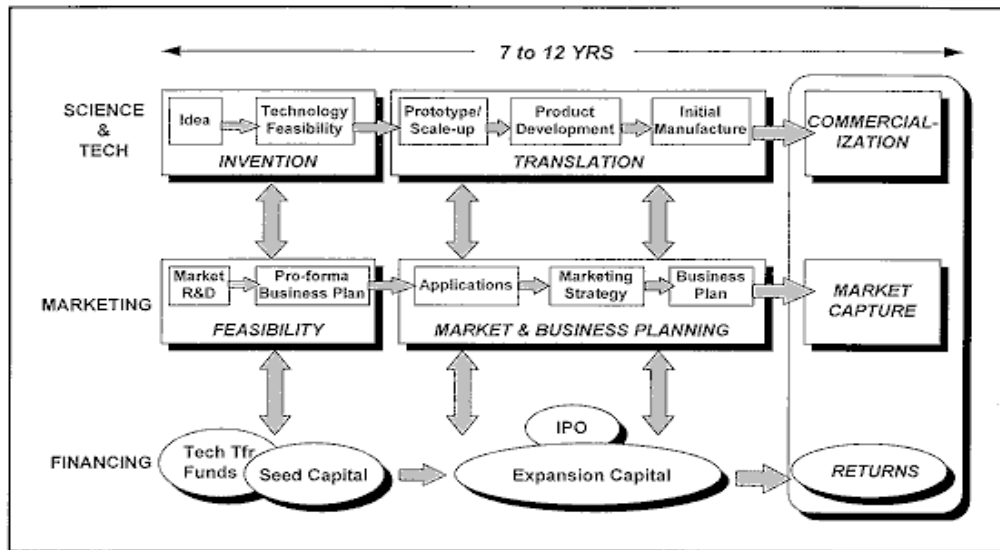 7 to 12 YRS
SCIENCE
&
TECH
Idea
Technology
Feasibility
INVENTION
Prototype/
Scale-up
Product
Development
Initial
Manufacture
TRANSLATION
COMMERCIAL-
IZATION
MARKETING
Market
R&D
Pro-forma
Business Plan
FEASIBILITY
Applications
Marketing
Strategy
Business
Plan
MARKET & BUSINESS PLANNING
MARKET
CAPTURE
FINANCING
Tech Tfr
Funds
Seed Capital
IPO
Expansion Capital
RETURNS